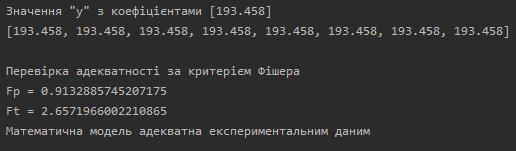 Значення "y" з коефіцієнтами [193.458]
[193.458, 193.458, 193.458, 193.458, 193.458, 193.458, 193.458, 193.458]
Перевірка адекватності за критерієм Фішера
Fp = 0.9132885745207175
Ft = 2.6571966002210865
Математична модель адекватна експериментальним даним